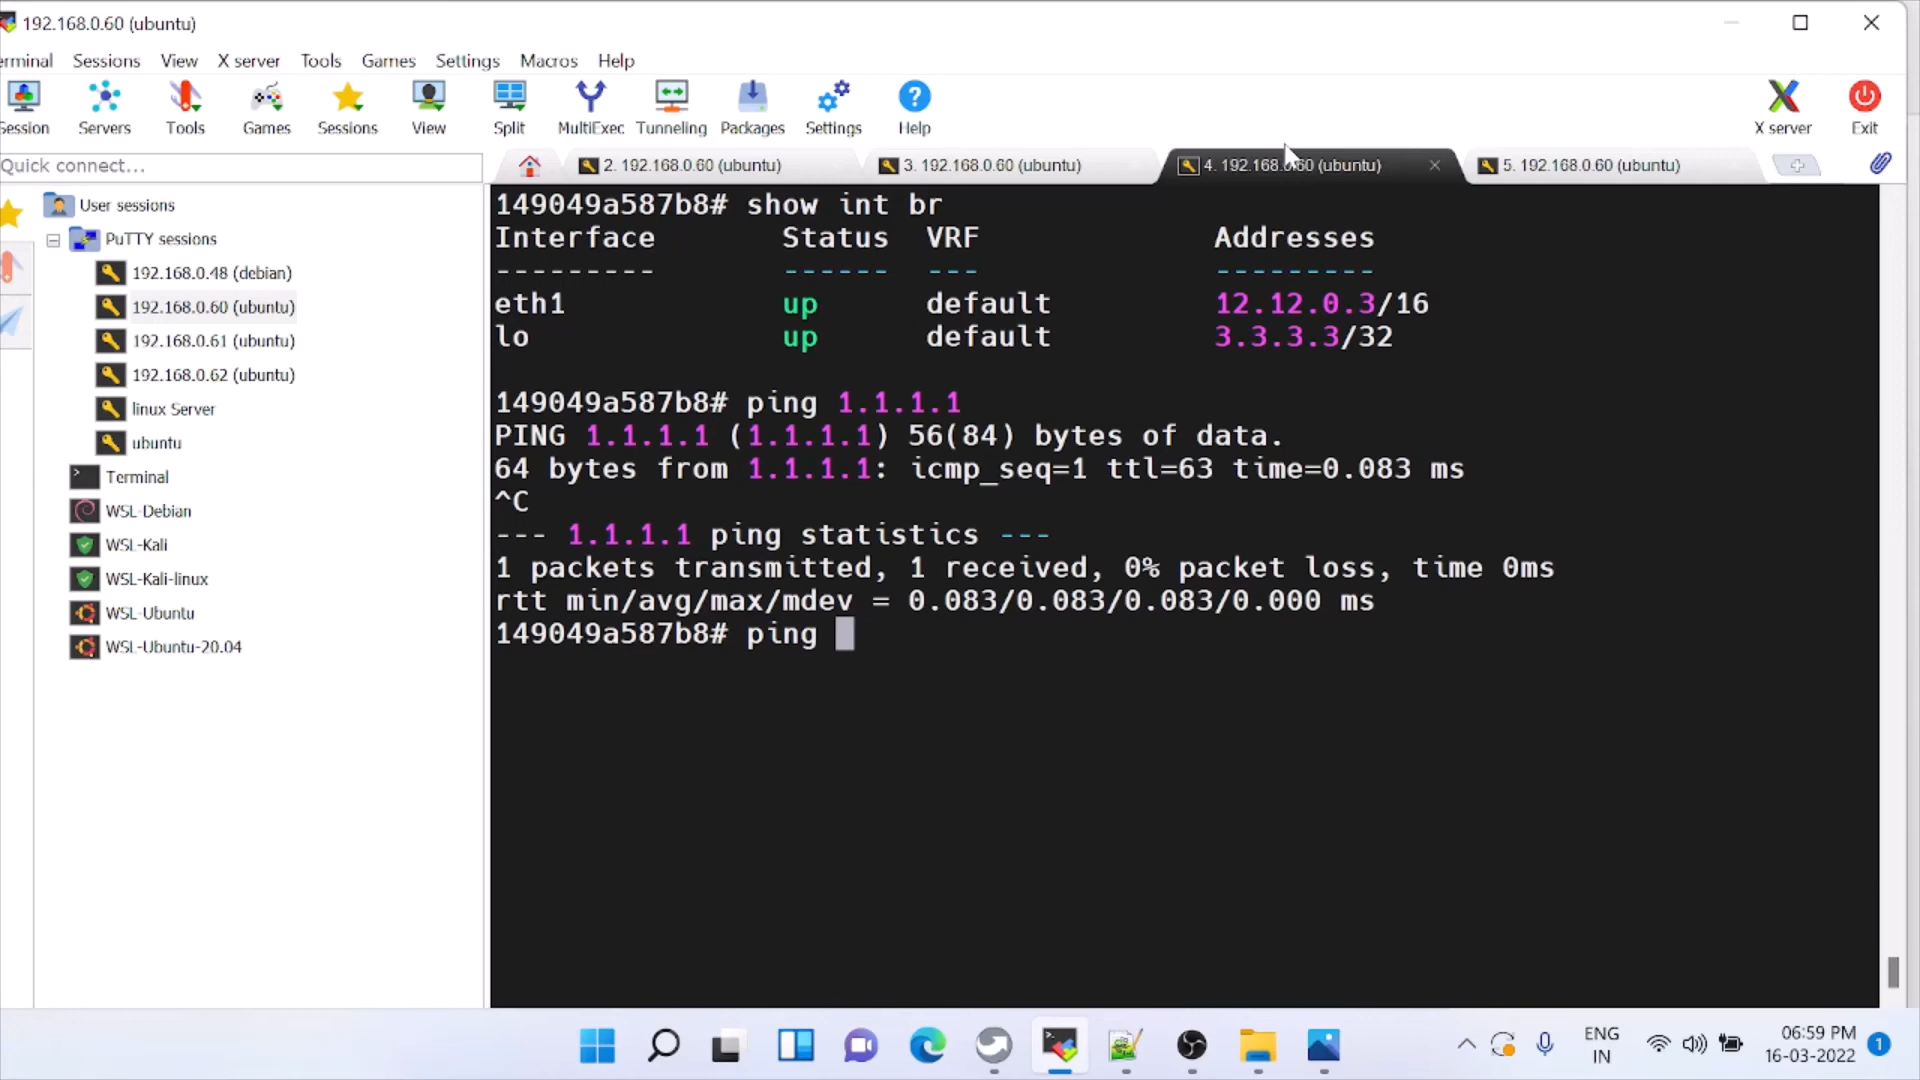 192.168.0.60 (ubuntu)
erminal Sessions View X server Tools Games Settings Macros Help
Session Servers Tools Games Sessions View Split MultiExec Tunneling Packages Settings Help X server Exit
Quick connect...
2. 192.168.0.60 (ubuntu)
3. 192.168.0.60 (ubuntu)
4. 192.168.0.60 (ubuntu)
5. 192.168.0.60 (ubuntu)
User sessions
PuTTY sessions
192.168.0.48 (debian)
192.168.0.60 (ubuntu)
192.168.0.61 (ubuntu)
192.168.0.62 (ubuntu)
linux Server
ubuntu
Terminal
WSL-Debian
WSL-Kali
WSL-Kali-linux
WSL-Ubuntu
WSL-Ubuntu-20.04
149049a587b8# show int br
Interface Status VRF Addresses
--------- ------ --- ---------
eth1 up default 12.12.0.3/16
lo up default 3.3.3.3/32
149049a587b8# ping 1.1.1.1
PING 1.1.1.1 (1.1.1.1) 56(84) bytes of data.
64 bytes from 1.1.1.1: icmp_seq=1 ttl=63 time=0.083 ms
^C
--- 1.1.1.1 ping statistics ---
1 packets transmitted, 1 received, 0% packet loss, time 0ms
rtt min/avg/max/mdev = 0.083/0.083/0.083/0.000 ms
149049a587b8# ping
ENG
IN
06:59 PM
16-03-2022
1